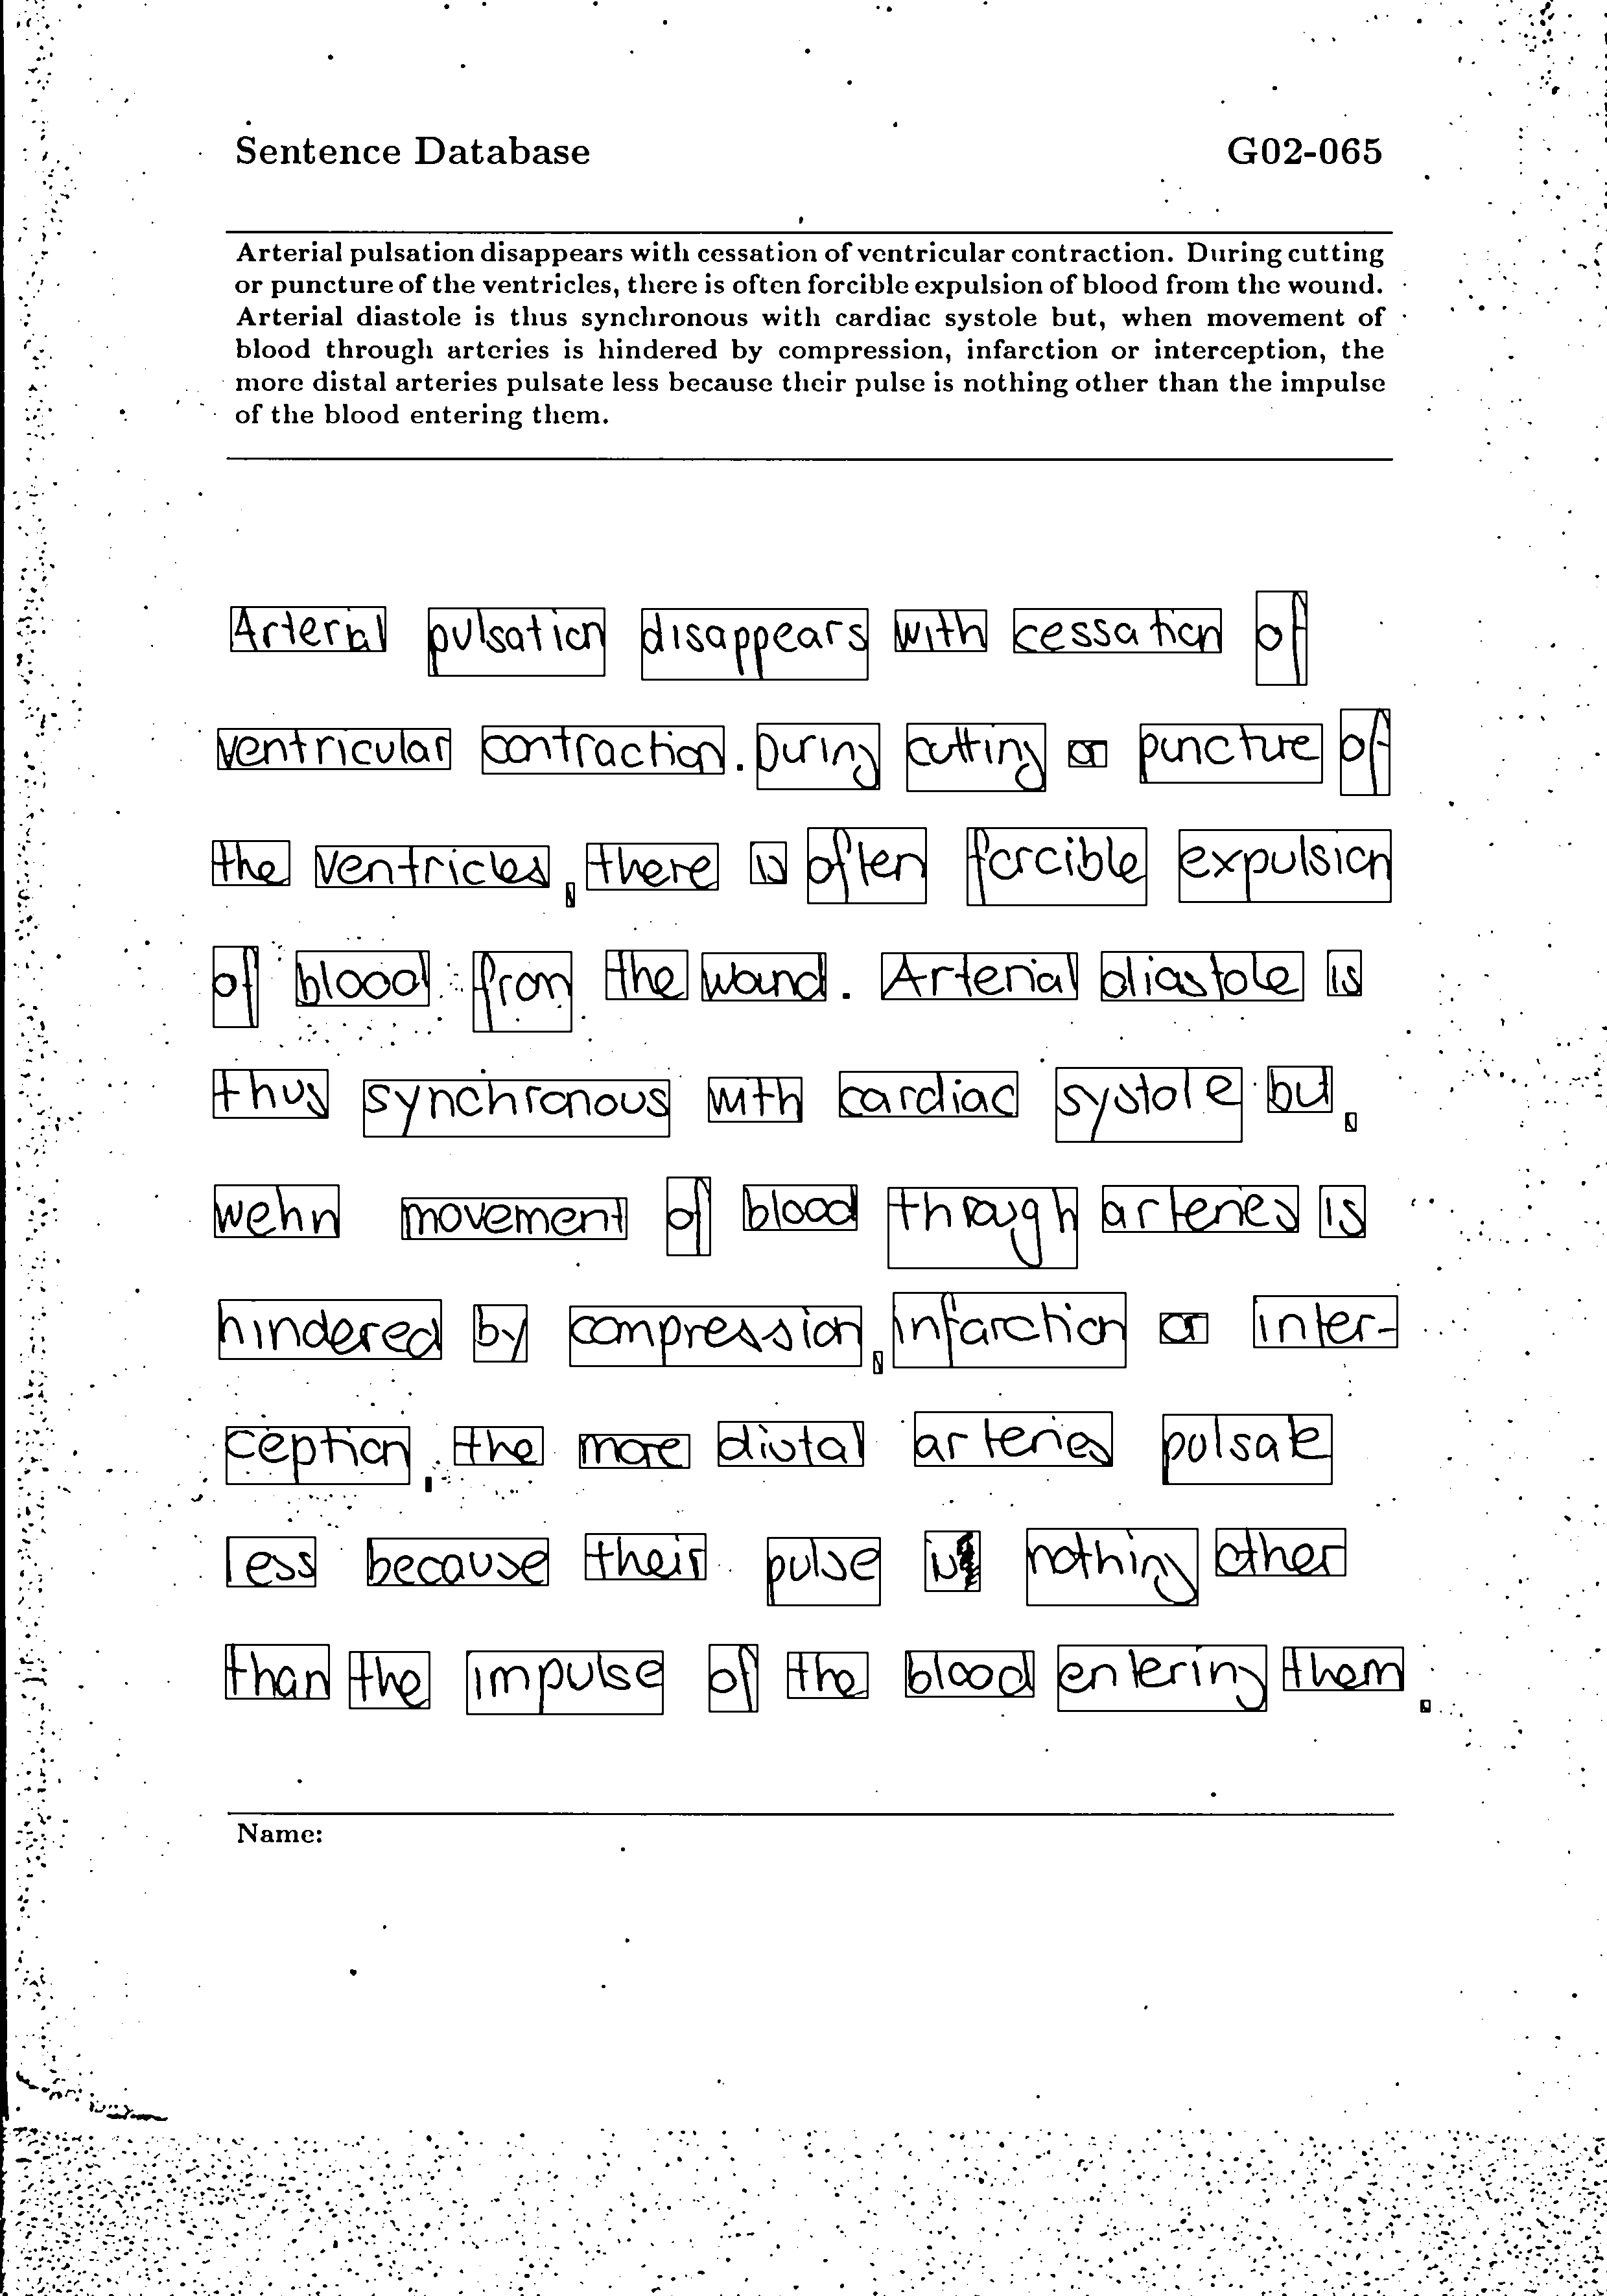 Sentence Database G02-065
Arterial pulsation disappears with cessation of ventricular contraction. During cutting
or puncture of the ventricles, there is often forcible expulsion of blood from the wound.
Arterial diastole is thus synchronous with cardiac systole but, when movement of
blood through arteries is hindered by compression, infarction or interception, the
more distal arteries pulsate less because their pulse is nothing other than the impulse
of the blood entering them.
Arterial pulsation disappears with cessation of
ventricular contraction. During cutting or puncture of
the ventricles, there is often forcible expulsion
of blood from the wound. Arterial diastole is
thus synchronous with cardiac systole but,
wehn movement of blood through arteries is
hindered by compression, infarction or inter-
ception, the more distal arteries pulsate
less because their pulse is nothing other
than the impulse of the blood entering them.
Name: